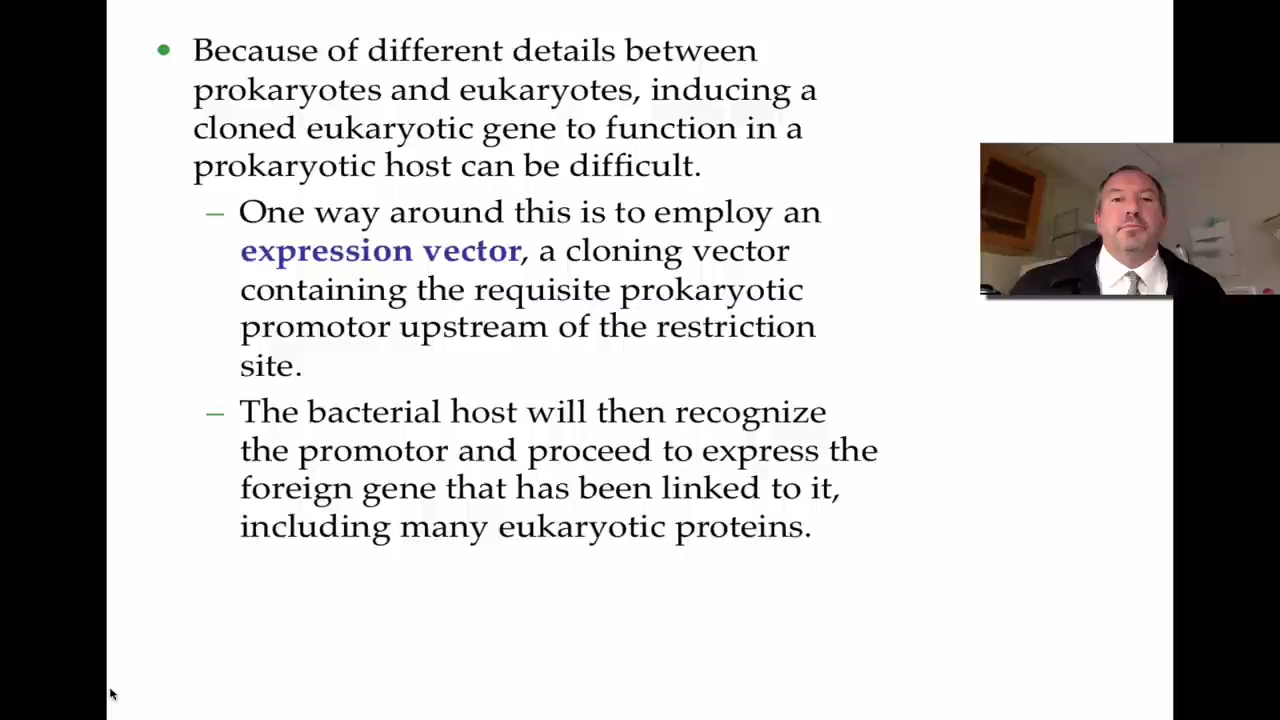 • Because of different details between
prokaryotes and eukaryotes, inducing a
cloned eukaryotic gene to function in a
prokaryotic host can be difficult.
– One way around this is to employ an
expression vector, a cloning vector
containing the requisite prokaryotic
promotor upstream of the restriction
site.
– The bacterial host will then recognize
the promotor and proceed to express the
foreign gene that has been linked to it,
including many eukaryotic proteins.